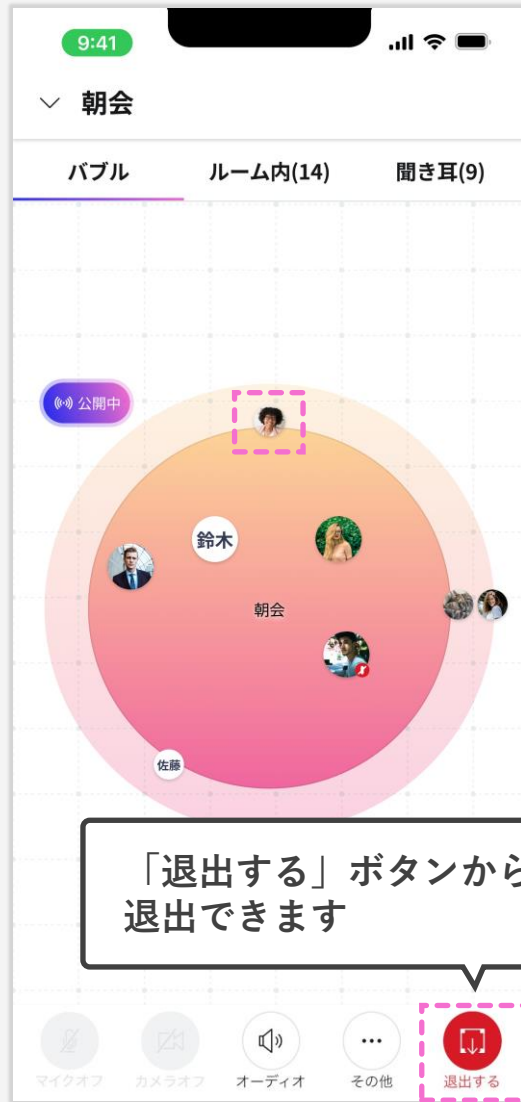 9:41
朝会
バブル ルーム内(14) 聞き耳(9)
公開中
鈴木
朝会
佐藤
「退出する」ボタンから
退出できます
マイクオフ カメラオフ オーディオ その他 退出する